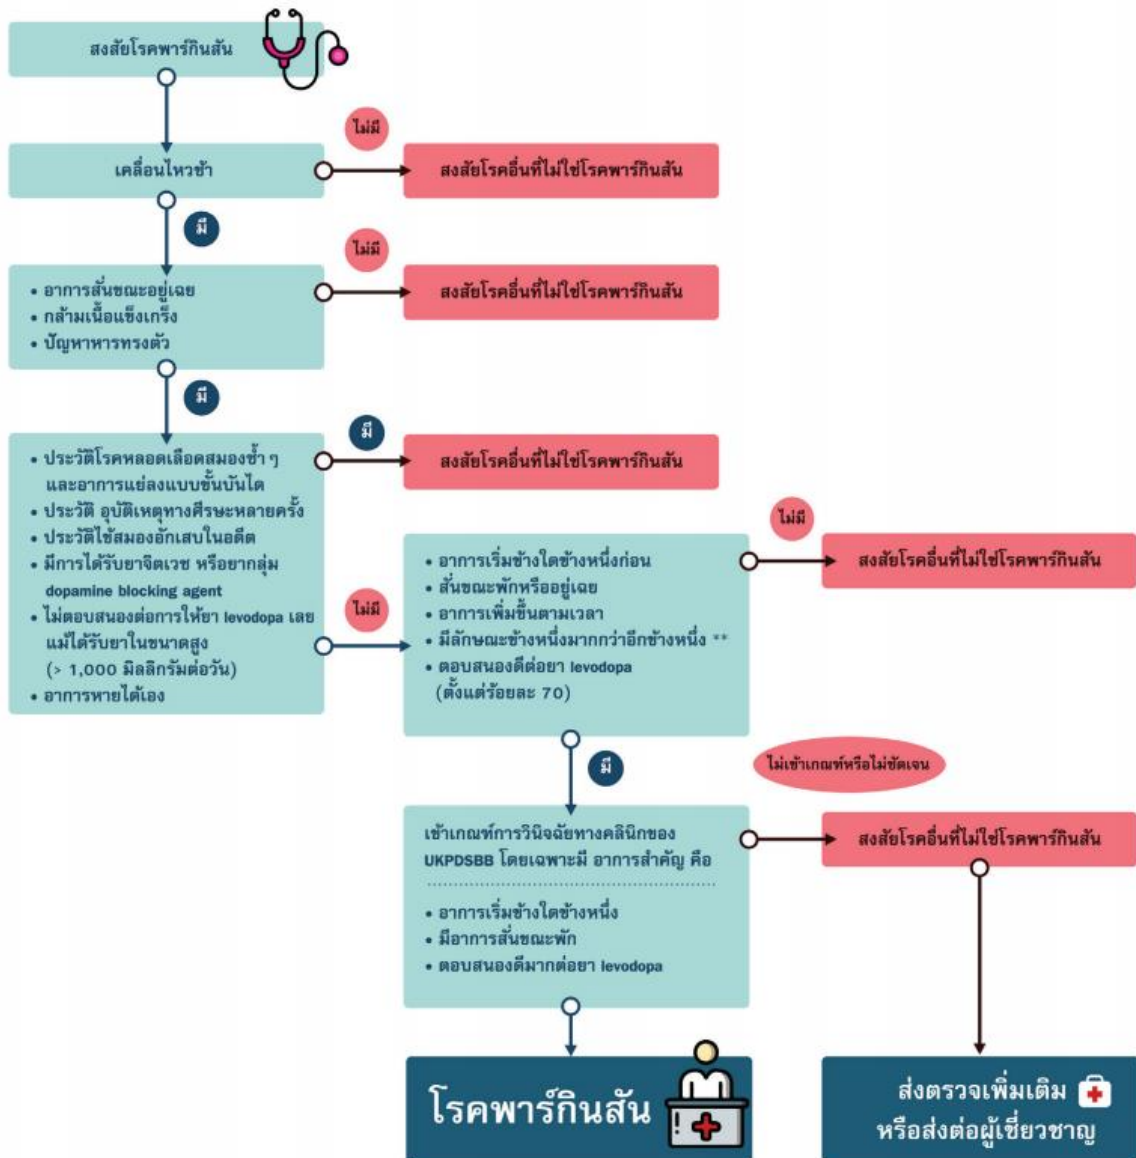 สงสัยโรคพาร์กินสัน
ไม่มี
เคลื่อนไหวช้า
สงสัยโรคอื่นที่ไม่ใช่โรคพาร์กินสัน
มี
ไม่มี
• อาการสั่นขณะอยู่เฉย
• กล้ามเนื้อแข็งเกร็ง
• ปัญหาหารทรงตัว
สงสัยโรคอื่นที่ไม่ใช่โรคพาร์กินสัน
มี
• ประวัติโรคหลอดเลือดสมองซ้ำ ๆ
และอาการแย่ลงแบบขั้นบันได
• ประวัติ อุบัติเหตุทางศีรษะหลายครั้ง
• ประวัติไข้สมองอักเสบในอดีต
• มีการได้รับยาจิตเวช หรือยากลุ่ม
dopamine blocking agent
• ไม่ตอบสนองต่อการให้ยา levodopa เลย
แม้ได้รับยาในขนาดสูง
(> 1,000 มิลลิกรัมต่อวัน)
• อาการหายได้เอง
มี
สงสัยโรคอื่นที่ไม่ใช่โรคพาร์กินสัน
ไม่มี
• อาการเริ่มข้างใดข้างหนึ่งก่อน
• สั่นขณะพักหรืออยู่เฉย
• อาการเพิ่มขึ้นตามเวลา
• มีลักษณะข้างหนึ่งมากกว่าอีกข้างหนึ่ง **
• ตอบสนองดีต่อยา levodopa
(ตั้งแต่ร้อยละ 70)
ไม่มี
สงสัยโรคอื่นที่ไม่ใช่โรคพาร์กินสัน
มี
ไม่เข้าเกณฑ์หรือไม่ชัดเจน
เข้าเกณฑ์การวินิจฉัยทางคลินิกของ
UKPDSBB โดยเฉพาะมี อาการสำคัญ คือ
• อาการเริ่มข้างใดข้างหนึ่ง
• มีอาการสั่นขณะพัก
• ตอบสนองดีมากต่อยา levodopa
สงสัยโรคอื่นที่ไม่ใช่โรคพาร์กินสัน
โรคพาร์กินสัน
ส่งตรวจเพิ่มเติม
หรือส่งต่อผู้เชี่ยวชาญ